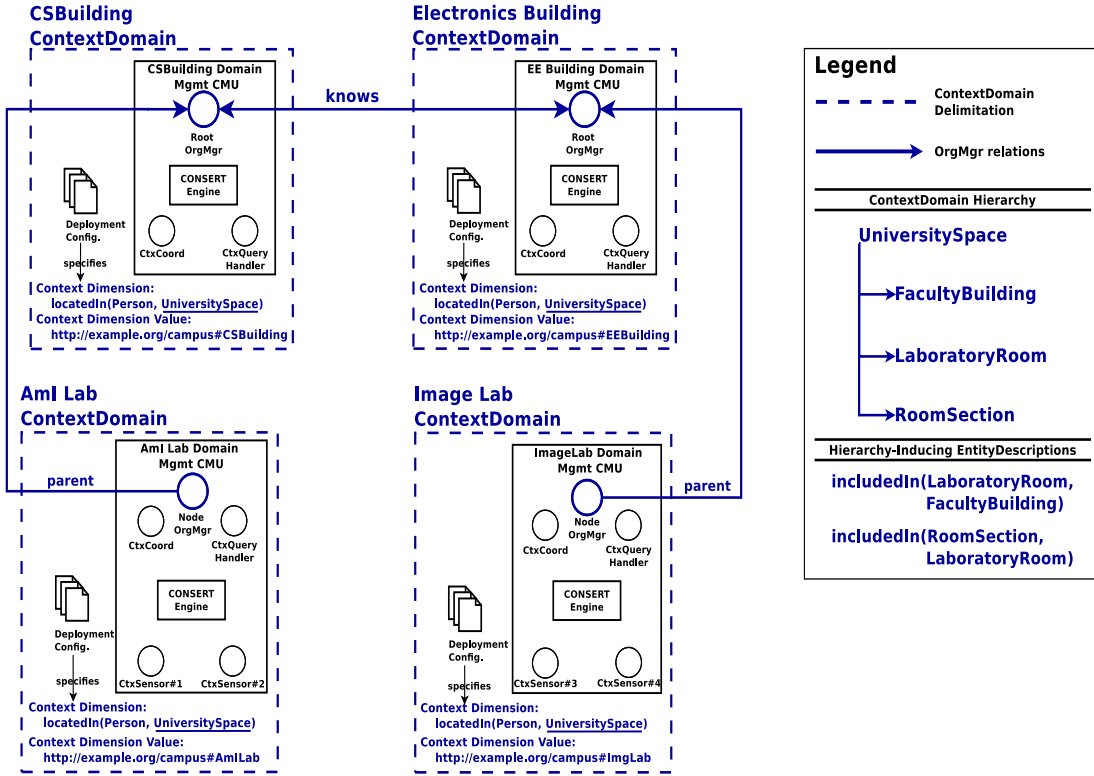 CSBuilding
ContextDomain
CSBuilding Domain
Mgmt CMU
Root
OrgMgr
CONSERT
Engine
Deployment
Config.
CtxCoord
CtxQuery
Handler
specifies
Context Dimension:
locatedIn(Person, UniversitySpace)
Context Dimension Value:
http://example.org/campus#CSBuilding
knows
Electronics Building
ContextDomain
EE Building Domain
Mgmt CMU
Root
OrgMgr
CONSERT
Engine
Deployment
Config.
CtxCoord
CtxQuery
Handler
specifies
Context Dimension:
locatedIn(Person, UniversitySpace)
Context Dimension Value:
http://example.org/campus#EEBuilding
AmI Lab
ContextDomain
AmI Lab Domain
Mgmt CMU
parent
Node
OrgMgr
CtxCoord
CtxQuery
Handler
CONSERT
Engine
Deployment
Config.
specifies
CtxSensor#1
CtxSensor#2
Context Dimension:
locatedIn(Person, UniversitySpace)
Context Dimension Value:
http://example.org/campus#AmILab
Image Lab
ContextDomain
ImageLab Domain
Mgmt CMU
parent
Node
OrgMgr
CtxCoord
CtxQuery
Handler
CONSERT
Engine
Deployment
Config.
specifies
CtxSensor#3
CtxSensor#4
Context Dimension:
locatedIn(Person, UniversitySpace)
Context Dimension Value:
http://example.org/campus#ImgLab
Legend
ContextDomain
Delimitation
OrgMgr relations
ContextDomain Hierarchy
UniversitySpace
FacultyBuilding
LaboratoryRoom
RoomSection
Hierarchy-Inducing EntityDescriptions
includedIn(LaboratoryRoom,
FacultyBuilding)
includedIn(RoomSection,
LaboratoryRoom)